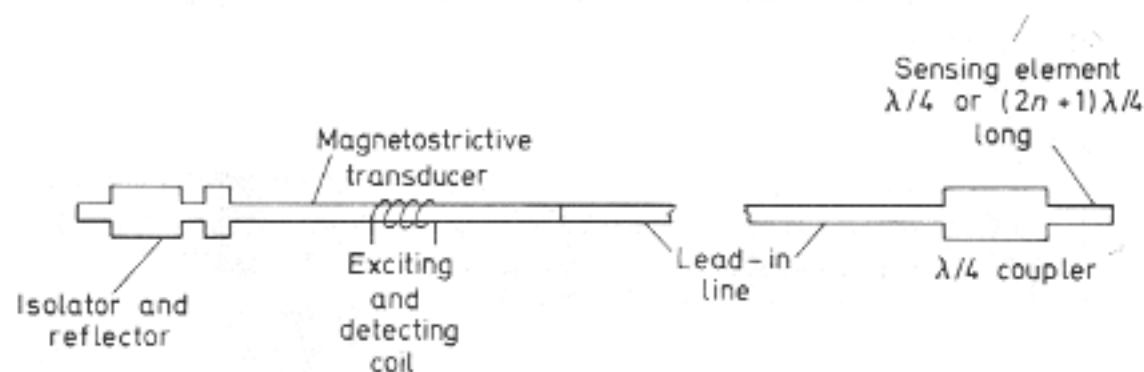 Sensing element
λ/4 or (2n +1)λ/4
long
Magnetostrictive
transducer
Exciting
and
detecting
coil
Lead-in
line
λ/4 coupler
Isolator and
reflector